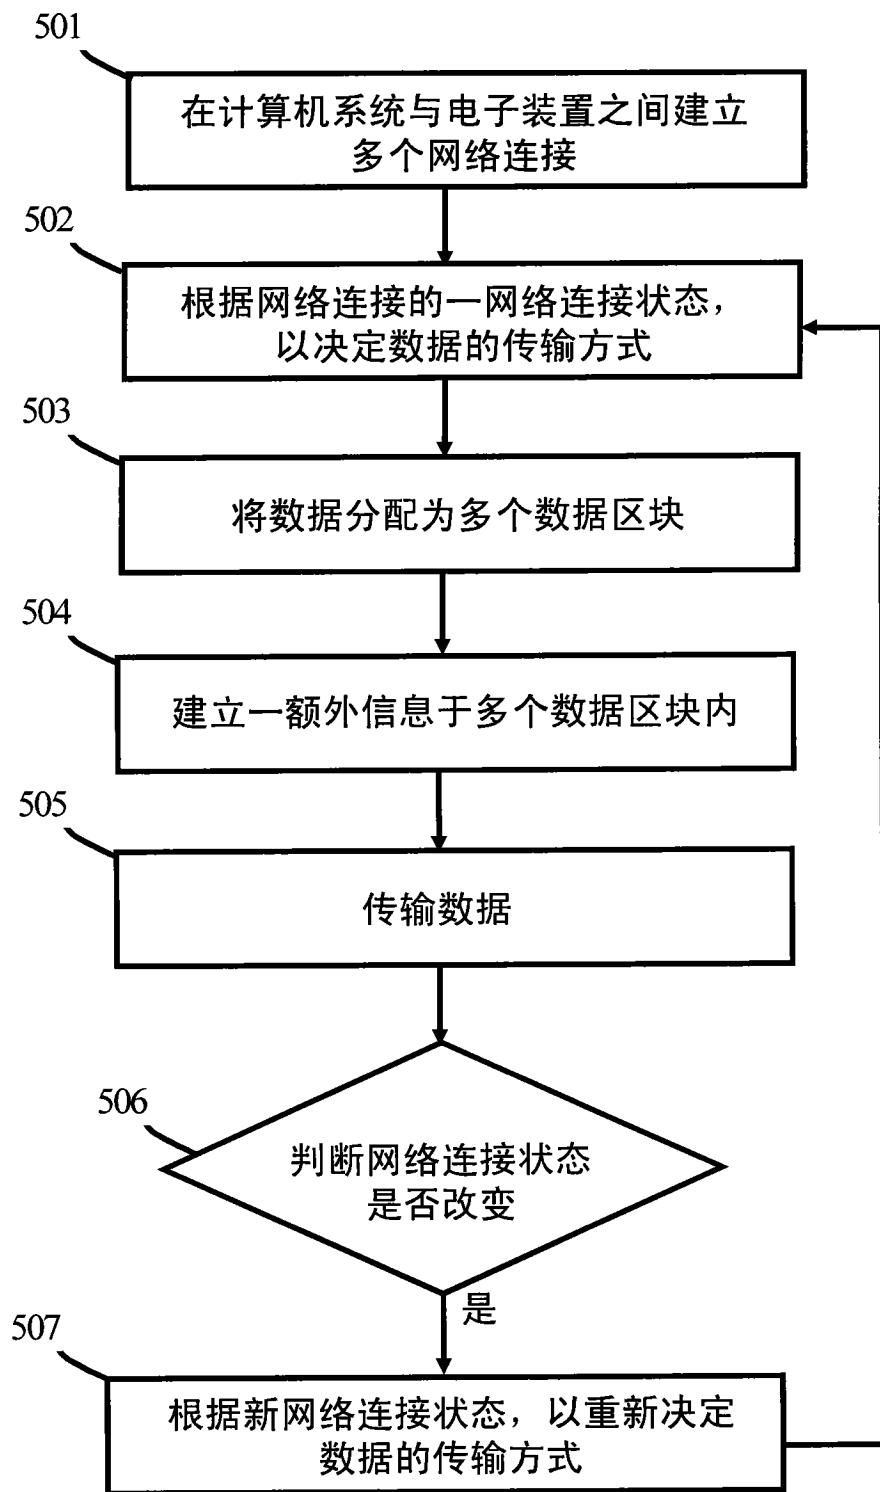 501
在计算机系统与电子装置之间建立
多个网络连接
502
根据网络连接的一网络连接状态，
以决定数据的传输方式
503
将数据分配为多个数据区块
504
建立一额外信息于多个数据区块内
505
传输数据
506
判断网络连接状态
是否改变
是
507
根据新网络连接状态，以重新决定
数据的传输方式